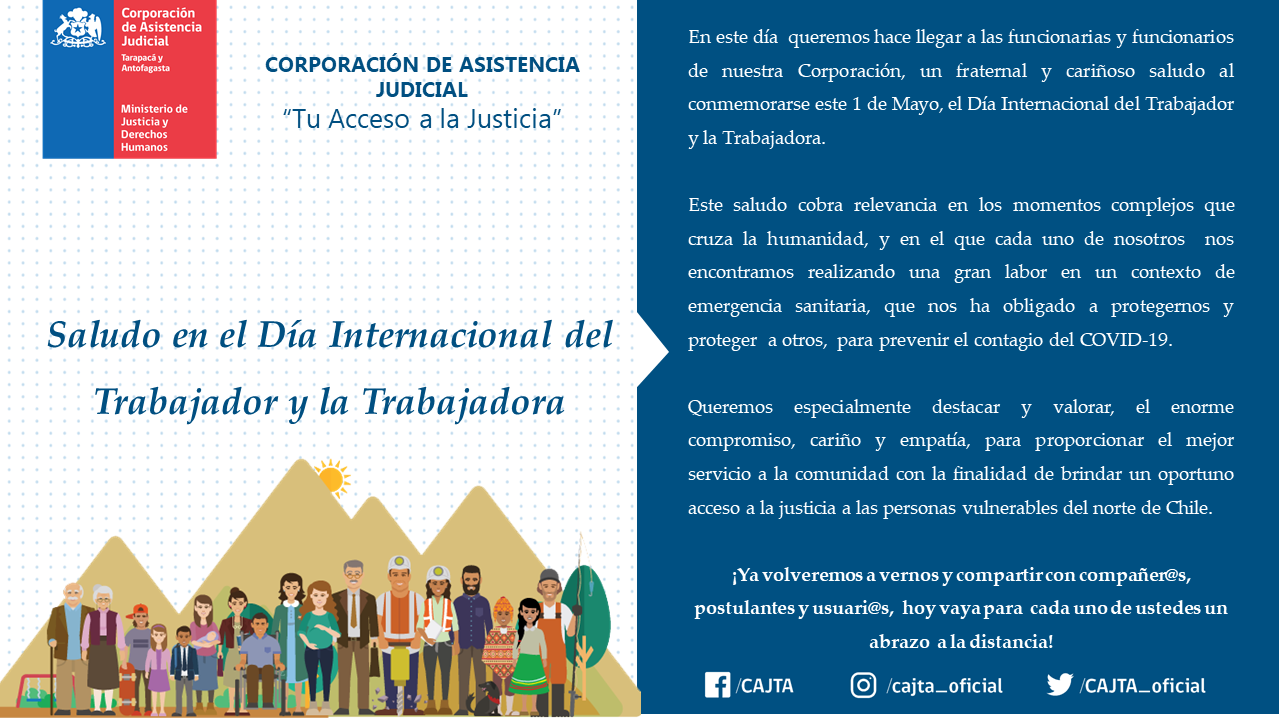 Corporación
de Asistencia
Judicial
Tarapacá y
Antofagasta
Ministerio de
Justicia y
Derechos
Humanos
CORPORACIÓN DE ASISTENCIA
JUDICIAL
“Tu Acceso a la Justicia”
Saludo en el Día Internacional del
Trabajador y la Trabajadora
En este día queremos hace llegar a las funcionarias y funcionarios
de nuestra Corporación, un fraternal y cariñoso saludo al
conmemorarse este 1 de Mayo, el Día Internacional del Trabajador
y la Trabajadora.
Este saludo cobra relevancia en los momentos complejos que
cruza la humanidad, y en el que cada uno de nosotros nos
encontramos realizando una gran labor en un contexto de
emergencia sanitaria, que nos ha obligado a protegernos y
proteger a otros, para prevenir el contagio del COVID-19.
Queremos especialmente destacar y valorar, el enorme
compromiso, cariño y empatía, para proporcionar el mejor
servicio a la comunidad con la finalidad de brindar un oportuno
acceso a la justicia a las personas vulnerables del norte de Chile.
¡Ya volveremos a vernos y compartir con compañer@s,
postulantes y usuari@s, hoy vaya para cada uno de ustedes un
abrazo a la distancia!
/CAJTA /cajta_oficial /CAJTA_oficial